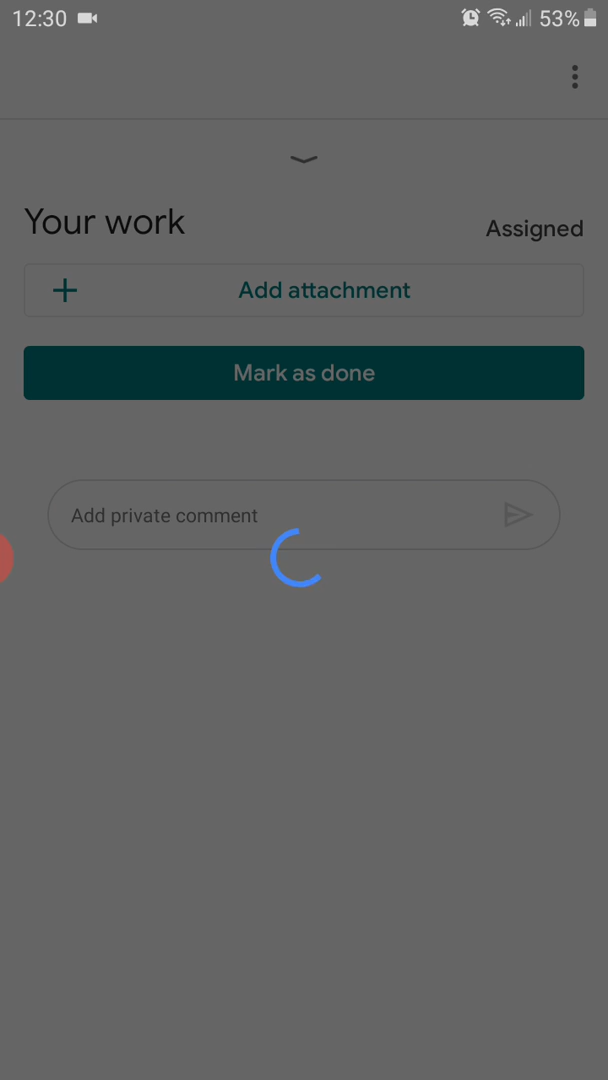 12:30
53%
Your work
Assigned
Add attachment
Mark as done
Add private comment